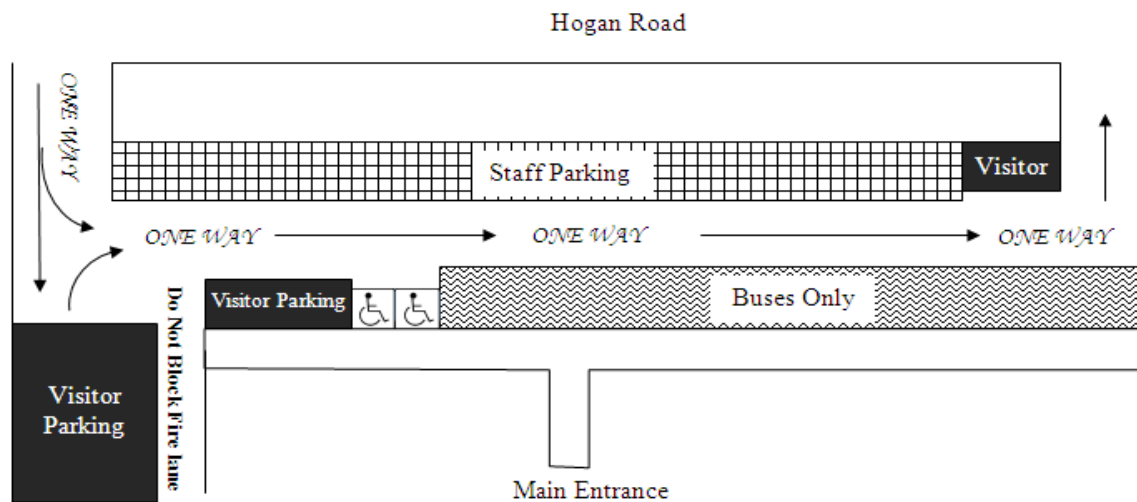 Hogan Road
ONE WAY
Staff Parking
Visitor
ONE WAY
ONE WAY
ONE WAY
Visitor Parking
Buses Only
Do Not Block Fire lane
Visitor
Parking
Main Entrance